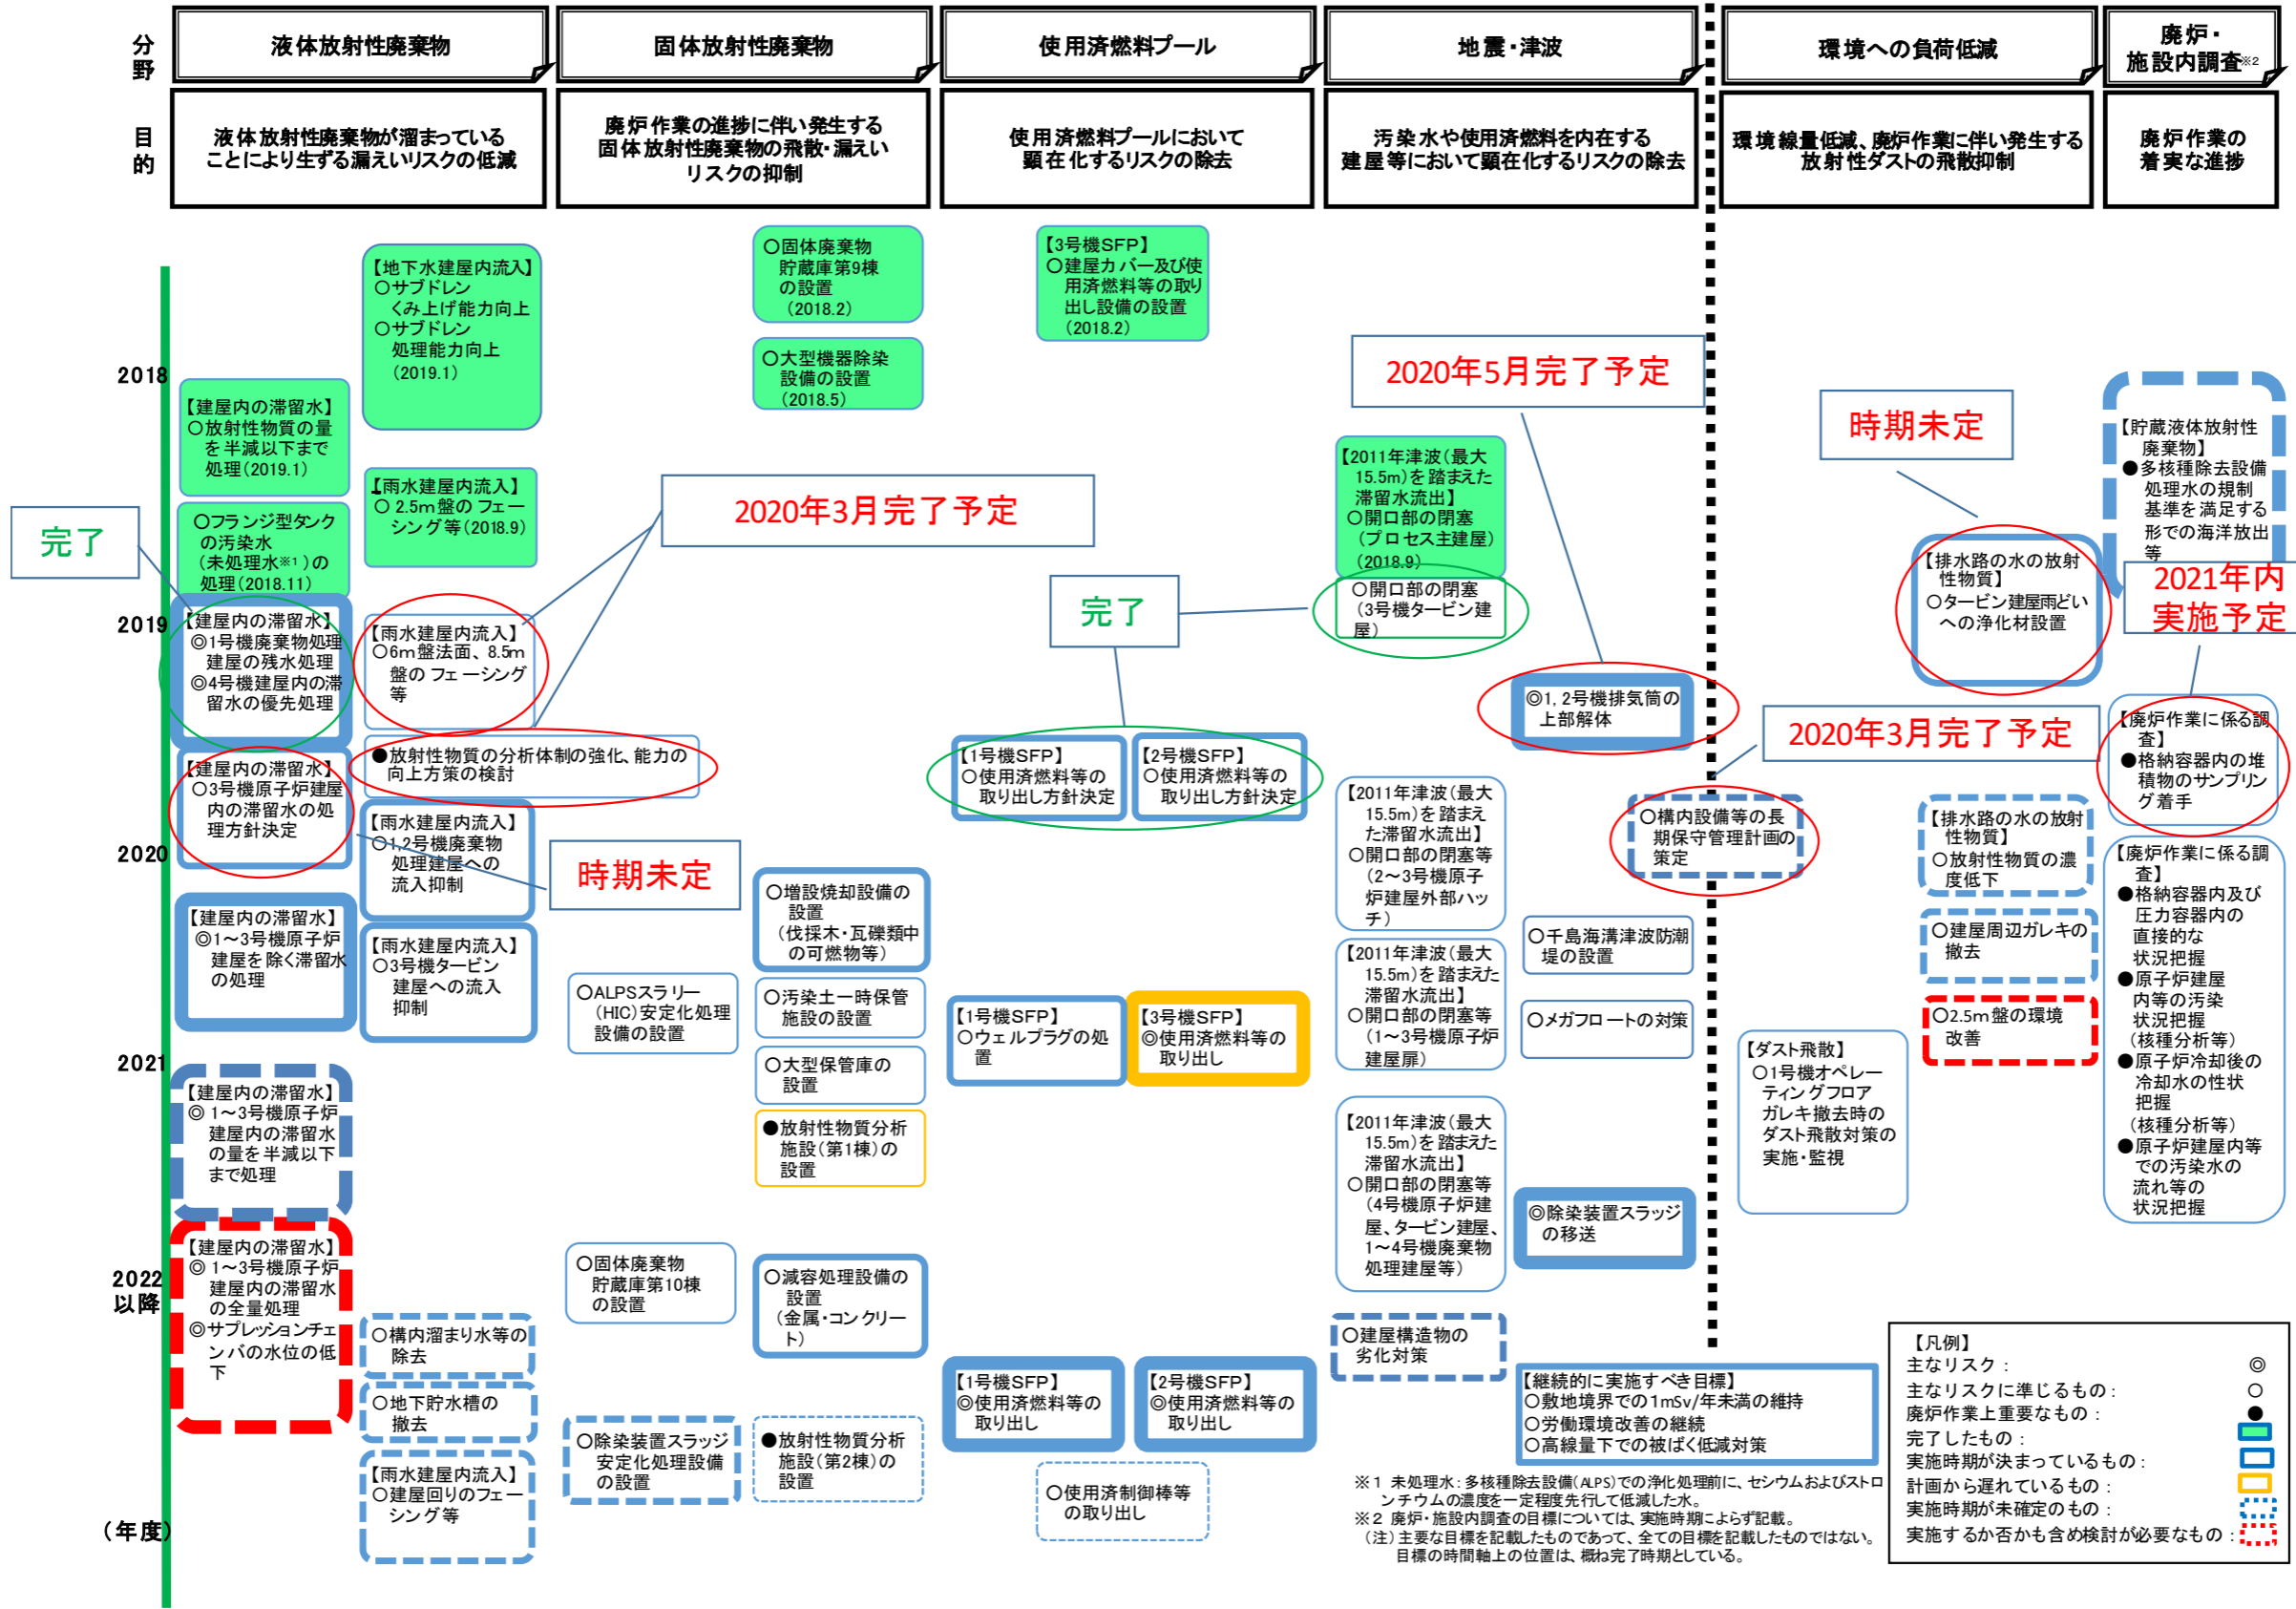 分野
液体放射性廃棄物
固体放射性廃棄物
使用済燃料プール
地震・津波
環境への負荷低減
廃炉・
施設内調査※2
目的
液体放射性廃棄物が溜まっている
ことにより生ずる漏えいリスクの低減
廃炉作業の進捗に伴い発生する
固体放射性廃棄物の飛散・漏えい
リスクの抑制
使用済燃料プールにおいて
顕在化するリスクの除去
汚染水や使用済燃料を内在する
建屋等において顕在化するリスクの除去
環境線量低減、廃炉作業に伴い発生する
放射性ダストの飛散抑制
廃炉作業の
着実な進捗
2018
2019
2020
2021
2022
以降
(年度)
【建屋内の滞留水】
○放射性物質の量
を半減以下まで
処理(2019.1)
○フランジ型タンク
の汚染水
(未処理水※1)の
処理(2018.11)
完了
【建屋内の滞留水】
◎1号機廃棄物処理
建屋の残水処理
◎4号機建屋内の滞
留水の優先処理
【建屋内の滞留水】
○3号機原子炉建屋
内の滞留水の処
理方針決定
【建屋内の滞留水】
◎1～3号機原子炉
建屋を除く滞留水
の処理
【建屋内の滞留水】
◎1～3号機原子炉
建屋内の滞留水
の量を半減以下
まで処理
【建屋内の滞留水】
◎1～3号機原子炉
建屋内の滞留水
の全量処理
◎サプレッションチェ
ンバの水位の低
下
【地下水建屋内流入】
○サブドレン
くみ上げ能力向上
○サブドレン
処理能力向上
(2019.1)
【雨水建屋内流入】
○2.5m盤のフェー
シング等(2018.9)
【雨水建屋内流入】
○6m盤法面、8.5m
盤のフェーシング
等
●放射性物質の分析体制の強化、能力の
向上方策の検討
【雨水建屋内流入】
○1,2号機廃棄物
処理建屋への
流入抑制
【雨水建屋内流入】
○3号機タービン
建屋への流入
抑制
○構内溜まり水等の
除去
○地下貯水槽の
撤去
【雨水建屋内流入】
○建屋回りのフェー
シング等
2020年3月完了予定
時期未定
○固体廃棄物
貯蔵庫第9棟
の設置
(2018.2)
○大型機器除染
設備の設置
(2018.5)
○増設焼却設備の
設置
(伐採木・瓦礫類中
の可燃物等)
○ALPSスラリー
(HIC)安定化処理
設備の設置
○汚染土一時保管
施設の設置
○大型保管庫の
設置
●放射性物質分析
施設(第1棟)の
設置
○固体廃棄物
貯蔵庫第10棟
の設置
○減容処理設備の
設置
(金属・コンクリー
ト)
○除染装置スラッジ
安定化処理設備
の設置
●放射性物質分析
施設(第2棟)の
設置
【3号機SFP】
○建屋カバー及び使
用済燃料等の取り
出し設備の設置
(2018.2)
完了
【1号機SFP】
○使用済燃料等の
取り出し方針決定
【2号機SFP】
○使用済燃料等の
取り出し方針決定
【1号機SFP】
○ウェルプラグの処
置
【3号機SFP】
◎使用済燃料等の
取り出し
【1号機SFP】
◎使用済燃料等の
取り出し
【2号機SFP】
◎使用済燃料等の
取り出し
○使用済制御棒等
の取り出し
2020年5月完了予定
【2011年津波(最大
15.5m)を踏まえた
滞留水流出】
○開口部の閉塞
(プロセス主建屋)
(2018.9)
○開口部の閉塞
(3号機タービン建
屋)
◎1,2号機排気筒の
上部解体
【2011年津波(最大
15.5m)を踏まえ
た滞留水流出】
○開口部の閉塞等
(2～3号機原子
炉建屋外部ハッ
チ)
【2011年津波(最大
15.5m)を踏まえた
滞留水流出】
○開口部の閉塞等
(1～3号機原子炉
建屋扉)
【2011年津波(最大
15.5m)を踏まえた
滞留水流出】
○開口部の閉塞等
(4号機原子炉建
屋、タービン建屋、
1～4号機廃棄物
処理建屋等)
○建屋構造物の
劣化対策
○構内設備等の長
期保守管理計画の
策定
○千島海溝津波防潮
堤の設置
○メガフロートの対策
◎除染装置スラッジ
の移送
時期未定
【排水路の水の放射
性物質】
○タービン建屋雨どい
への浄化材設置
2020年3月完了予定
【排水路の水の放射
性物質】
○放射性物質の濃
度低下
○建屋周辺ガレキの
撤去
○2.5m盤の環境
改善
【ダスト飛散】
○1号機オペレー
ティングフロア
ガレキ撤去時の
ダスト飛散対策の
実施・監視
【貯蔵液体放射性
廃棄物】
●多核種除去設備
処理水の規制
基準を満足する
形での海洋放出
等
2021年内
実施予定
【廃炉作業に係る調
査】
●格納容器内の堆
積物のサンプリン
グ着手
【廃炉作業に係る調
査】
●格納容器内及び
圧力容器内の
直接的な
状況把握
●原子炉建屋
内等の汚染
状況把握
(核種分析等)
●原子炉冷却後の
冷却水の性状
把握
(核種分析等)
●原子炉建屋内等
での汚染水の
流れ等の
状況把握
【継続的に実施すべき目標】
○敷地境界での1mSv/年未満の維持
○労働環境改善の継続
○高線量下での被ばく低減対策
※1 未処理水:多核種除去設備(ALPS)での浄化処理前に、セシウムおよびストロ
ンチウムの濃度を一定程度先行して低減した水。
※2 廃炉・施設内調査の目標については、実施時期によらず記載。
(注)主要な目標を記載したものであって、全ての目標を記載したものではない。
目標の時間軸上の位置は、概ね完了時期としている。
【凡例】
主なリスク: ◎
主なリスクに準じるもの: ○
廃炉作業上重要なもの: ●
完了したもの:
実施時期が決まっているもの:
計画から遅れているもの:
実施時期が未確定のもの:
実施するか否かも含め検討が必要なもの: